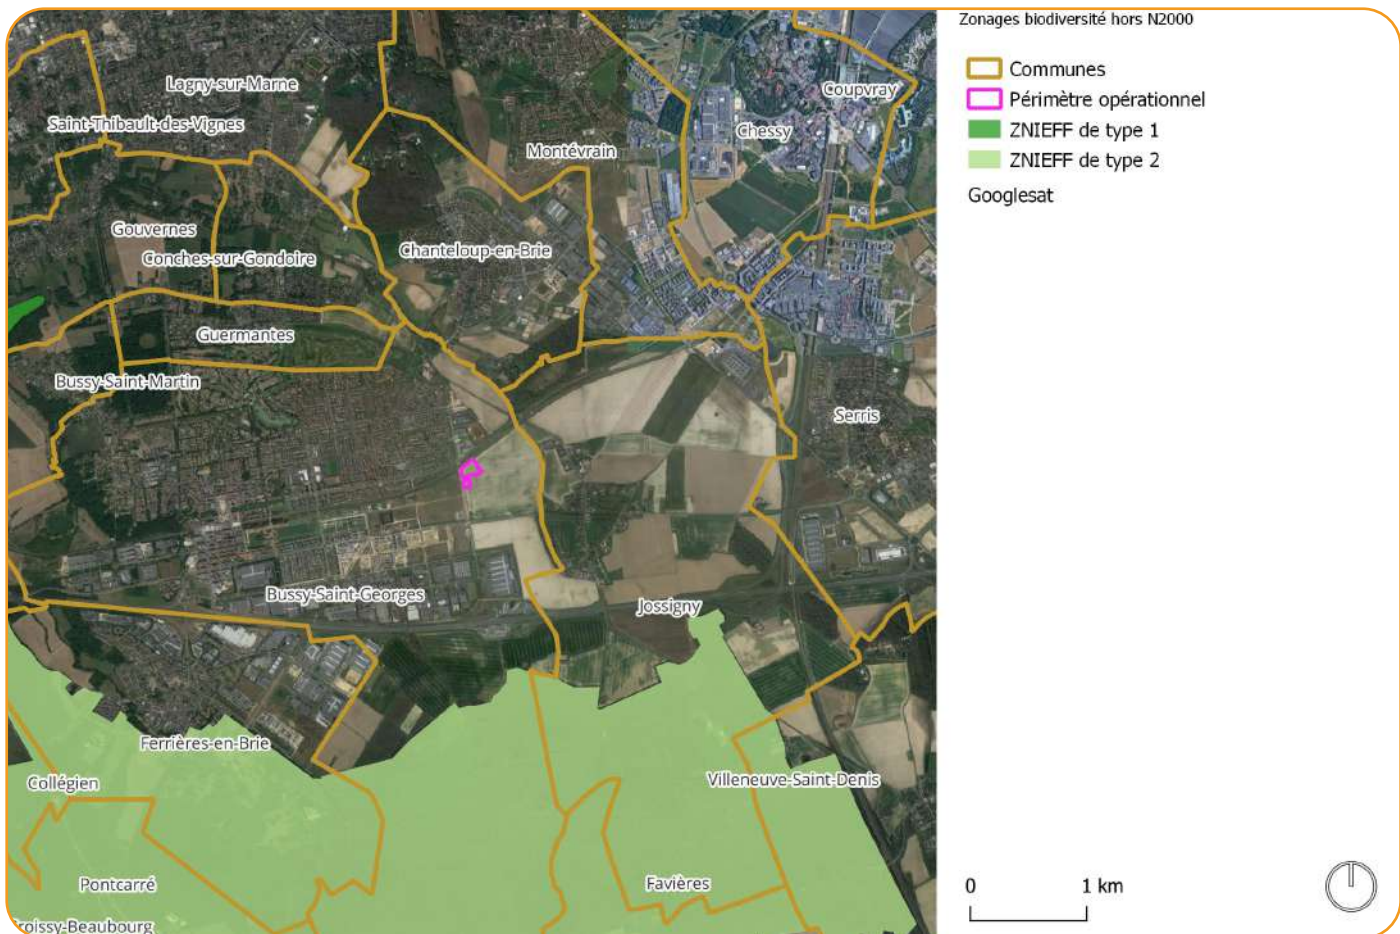 Zonages biodiversité hors N2000
Communes
Périmètre opérationnel
ZNIEFF de type 1
ZNIEFF de type 2
Googlesat
Lagny-sur-Marne
Coupvray
Saint-Thibault-des-Vignes
Chessy
Montévrain
Gouvernes
Chanteloup-en-Brie
Conches-sur-Gondoire
Guermantes
Bussy-Saint-Martin
Serris
Bussy-Saint-Georges
Jossigny
Ferrières-en-Brie
Collégien
Villeneuve-Saint-Denis
Pontcarré
Favières
roissy-Beaubourg
0 1 km